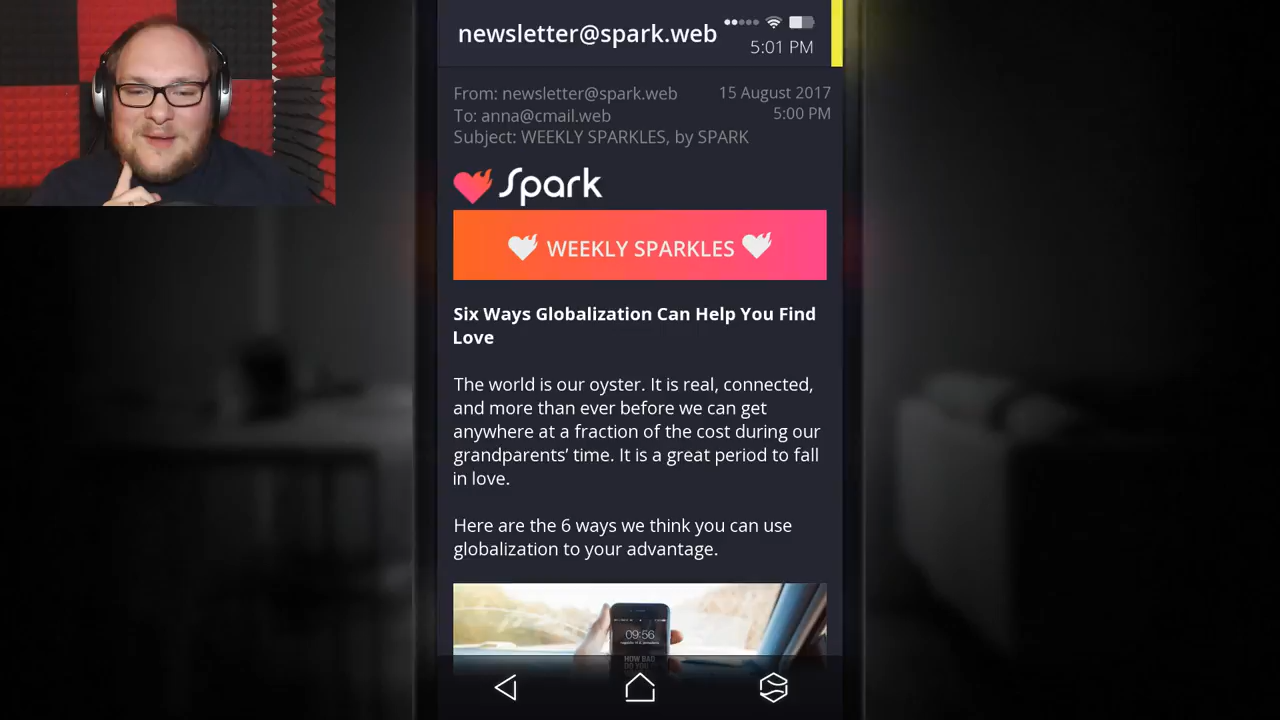 newsletter@spark.web
5:01 PM
From: newsletter@spark.web
15 August 2017
To: anna@cmail.web
5:00 PM
Subject: WEEKLY SPARKLES, by SPARK
Spark
WEEKLY SPARKLES
Six Ways Globalization Can Help You Find
Love
The world is our oyster. It is real, connected,
and more than ever before we can get
anywhere at a fraction of the cost during our
grandparents’ time. It is a great period to fall
in love.
Here are the 6 ways we think you can use
globalization to your advantage.
09:56
HOW BAD
DO YOU